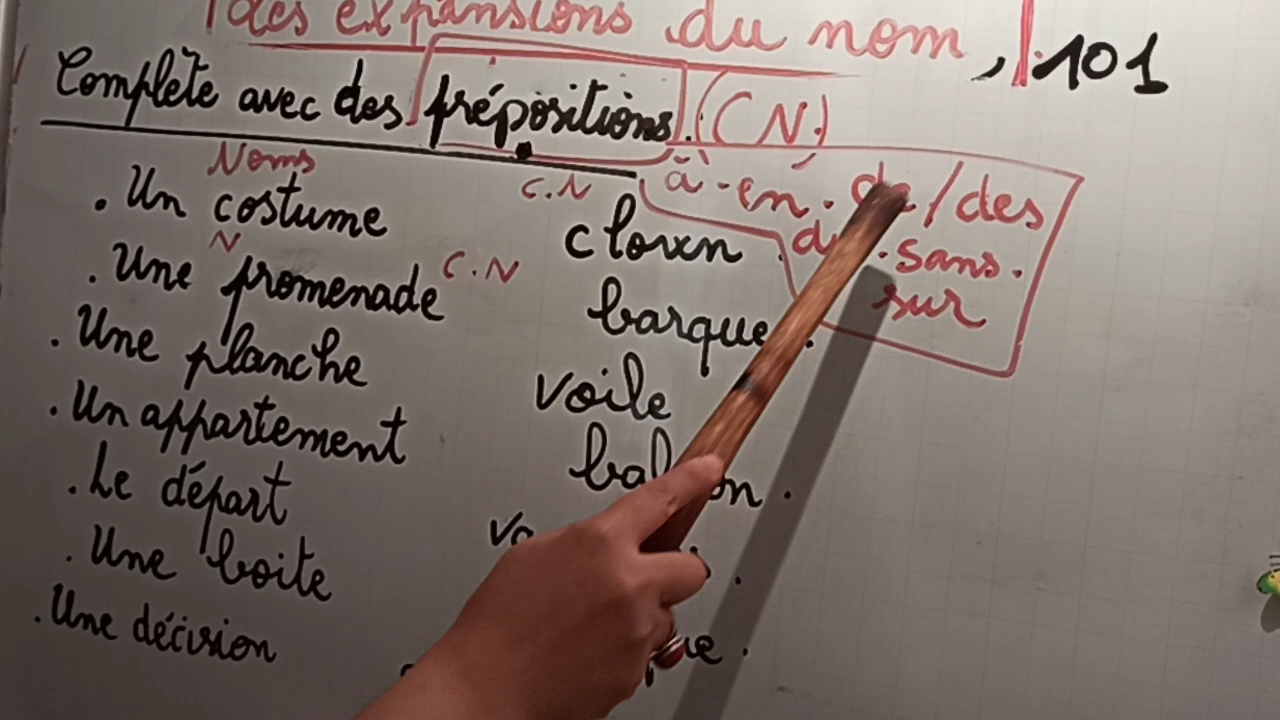 des expansions du nom, 101
Complète avec des prépositions. (CN)
Noms C.N à - en . de / des
. Un costume clown . sans .
N C.N sur
. Une promenade barque .
. Une planche voile
. Un appartement
. Le départ
. Une boite
. Une décision